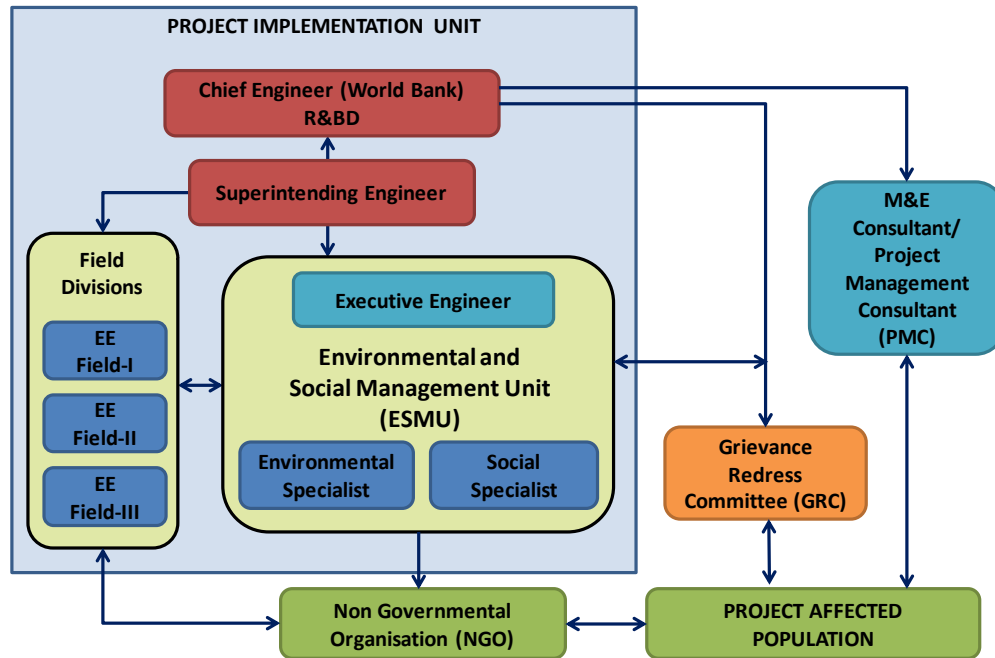 PROJECT IMPLEMENTATION UNIT
Chief Engineer (World Bank)
R&BD
Superintending Engineer
M&E
Consultant/
Project
Management
Consultant
(PMC)
Field
Divisions
EE
Field-I
EE
Field-II
EE
Field-III
Executive Engineer
Environmental and
Social Management Unit
(ESMU)
Environmental
Specialist
Social
Specialist
Grievance
Redress
Committee (GRC)
Non Governmental
Organisation (NGO)
PROJECT AFFECTED
POPULATION